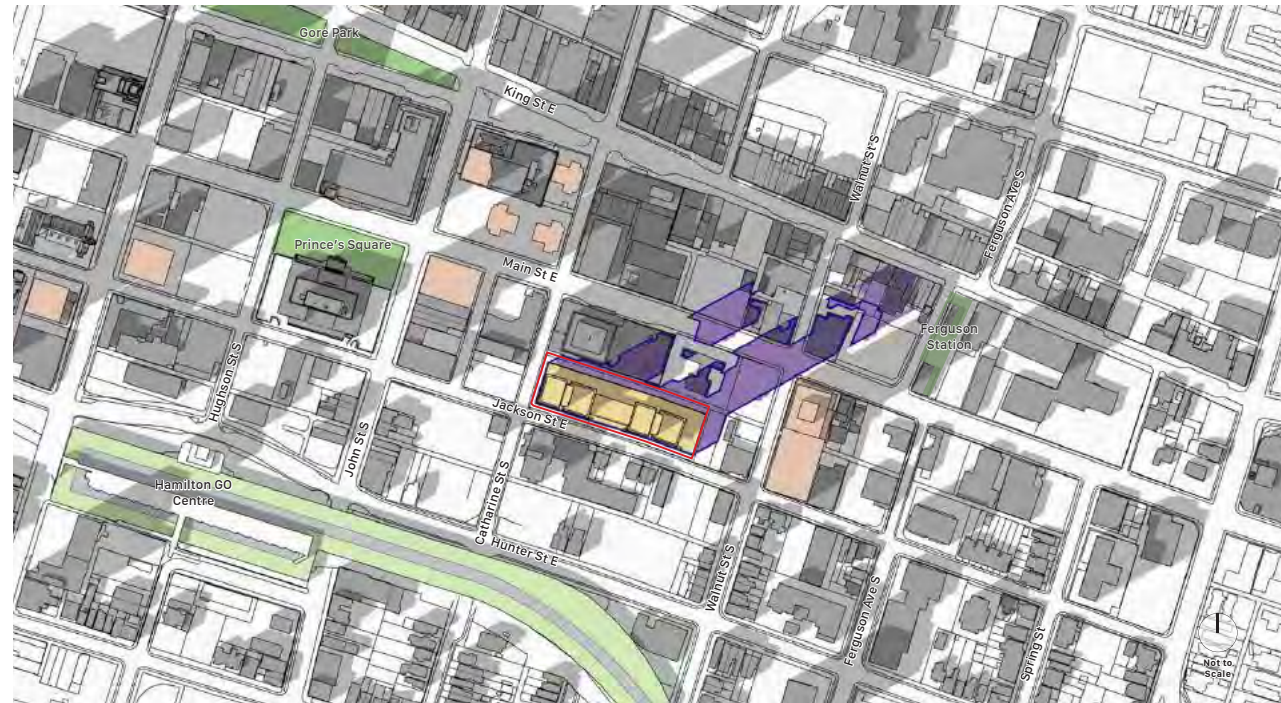 Gore Park
King St E
Walnut St S
Ferguson Ave S
Prince's Square
Main St E
Ferguson
Station
Hughson St S
Jackson St E
John St S
Hamilton GO
Centre
Catharine St S
Hunter St E
Walnut St S
Ferguson Ave S
Spring St
Not to
Scale